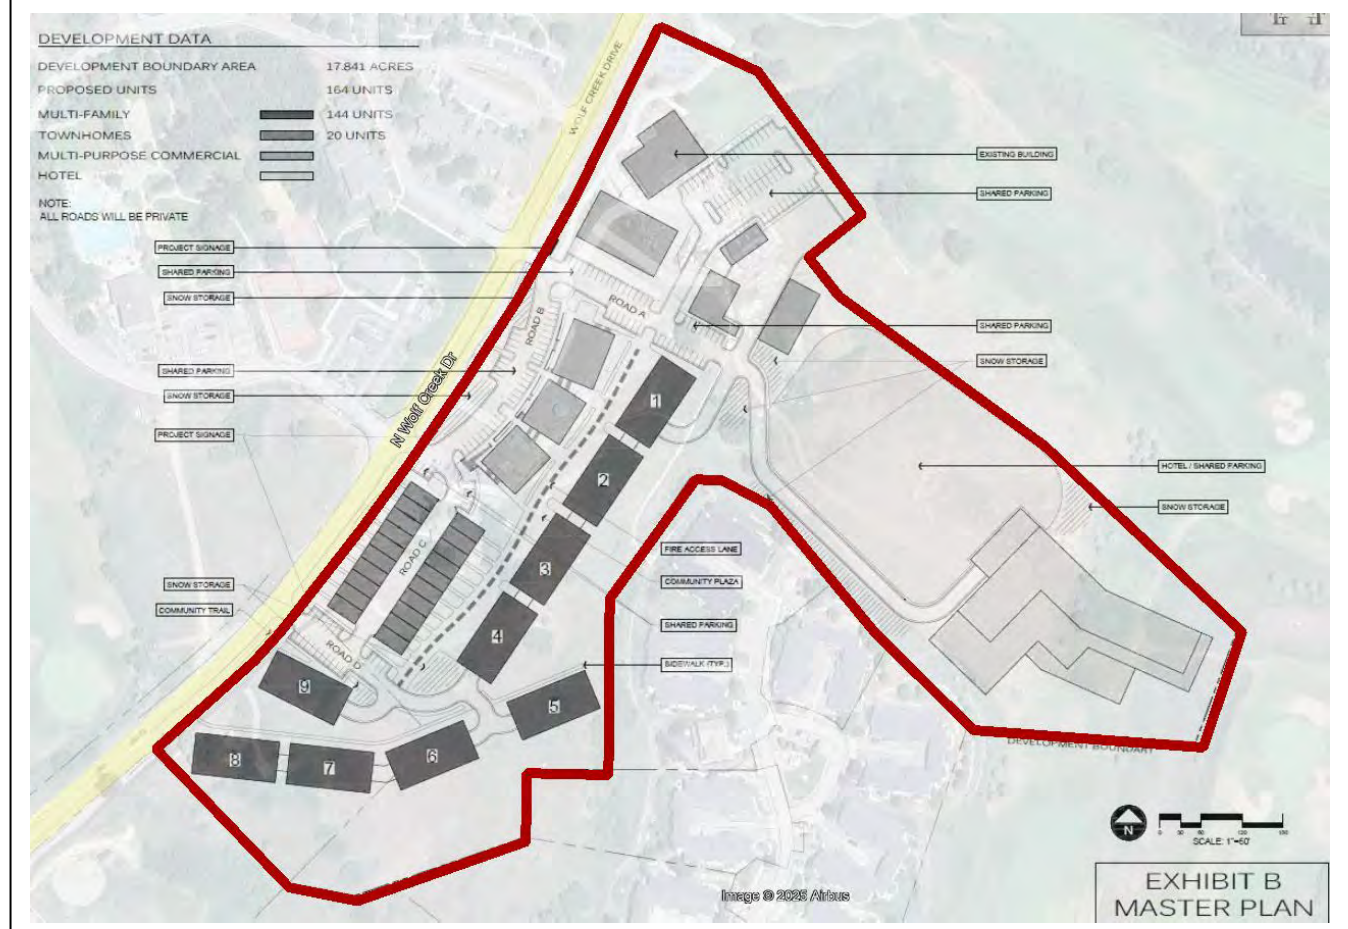 DEVELOPMENT DATA
DEVELOPMENT BOUNDARY AREA 17.841 ACRES
PROPOSED UNITS 164 UNITS
MULTI-FAMILY 144 UNITS
TOWNHOMES 20 UNITS
MULTI-PURPOSE COMMERCIAL
HOTEL
NOTE:
ALL ROADS WILL BE PRIVATE
WOLF CREEK DRIVE
EXISTING BUILDING
SHARED PARKING
PROJECT SIGNAGE
SHARED PARKING
SNOW STORAGE
ROAD A
ROAD B
SHARED PARKING
SNOW STORAGE
SHARED PARKING
SNOW STORAGE
N Wolf Creek Dr
PROJECT SIGNAGE
1
2
3
4
HOTEL / SHARED PARKING
SNOW STORAGE
ROAD C
FIRE ACCESS LANE
COMMUNITY PLAZA
SHARED PARKING
SIDEWALK (TYP.)
SNOW STORAGE
COMMUNITY TRAIL
ROAD D
9
5
6
7
8
DEVELOPMENT BOUNDARY
N
0 30 60 120 180
SCALE: 1"=60'
Image © 2025 Airbus
EXHIBIT B
MASTER PLAN